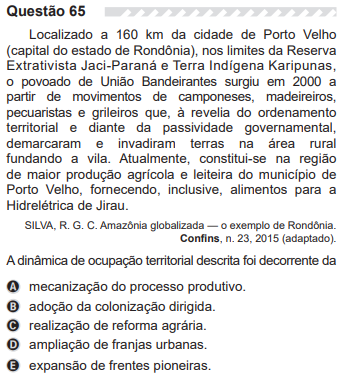 Questão 65
Localizado a 160 km da cidade de Porto Velho
(capital do estado de Rondônia), nos limites da Reserva
Extrativista Jaci-Paraná e Terra Indígena Karipunas,
o povoado de União Bandeirantes surgiu em 2000 a
partir de movimentos de camponeses, madeireiros,
pecuaristas e grileiros que, à revelia do ordenamento
territorial e diante da passividade governamental,
demarcaram e invadiram terras na área rural
fundando a vila. Atualmente, constitui-se na região
de maior produção agrícola e leiteira do município de
Porto Velho, fornecendo, inclusive, alimentos para a
Hidrelétrica de Jirau.
SILVA, R. G. C. Amazônia globalizada — o exemplo de Rondônia.
Confins, n. 23, 2015 (adaptado).
A dinâmica de ocupação territorial descrita foi decorrente da
A mecanização do processo produtivo.
B adoção da colonização dirigida.
C realização de reforma agrária.
D ampliação de franjas urbanas.
E expansão de frentes pioneiras.